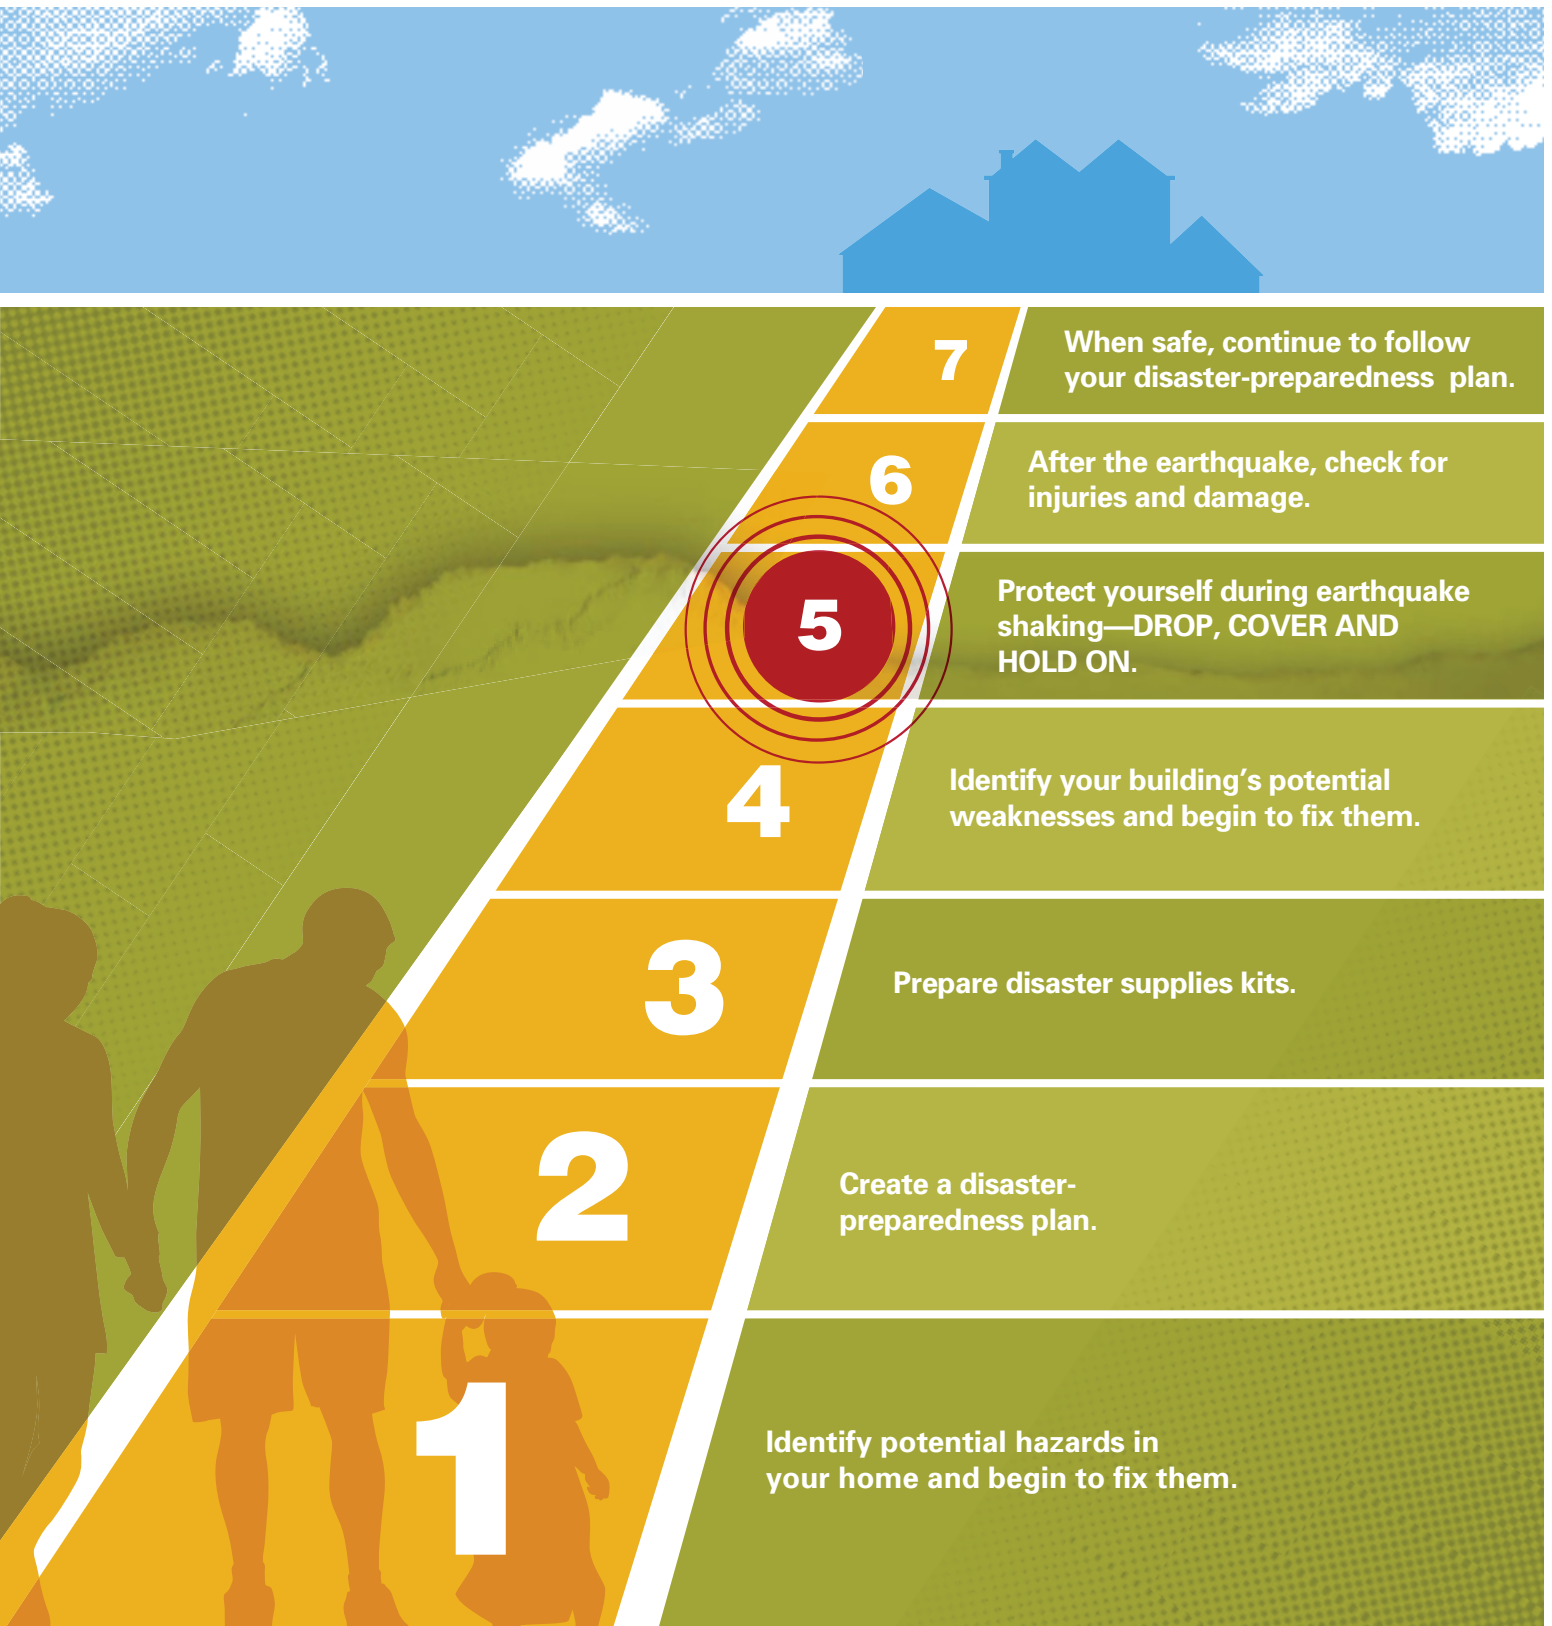 7
When safe, continue to follow
your disaster-preparedness plan.
6
After the earthquake, check for
injuries and damage.
5
Protect yourself during earthquake
shaking—DROP, COVER AND
HOLD ON.
4
Identify your building’s potential
weaknesses and begin to fix them.
3
Prepare disaster supplies kits.
2
Create a disaster-
preparedness plan.
1
Identify potential hazards in
your home and begin to fix them.